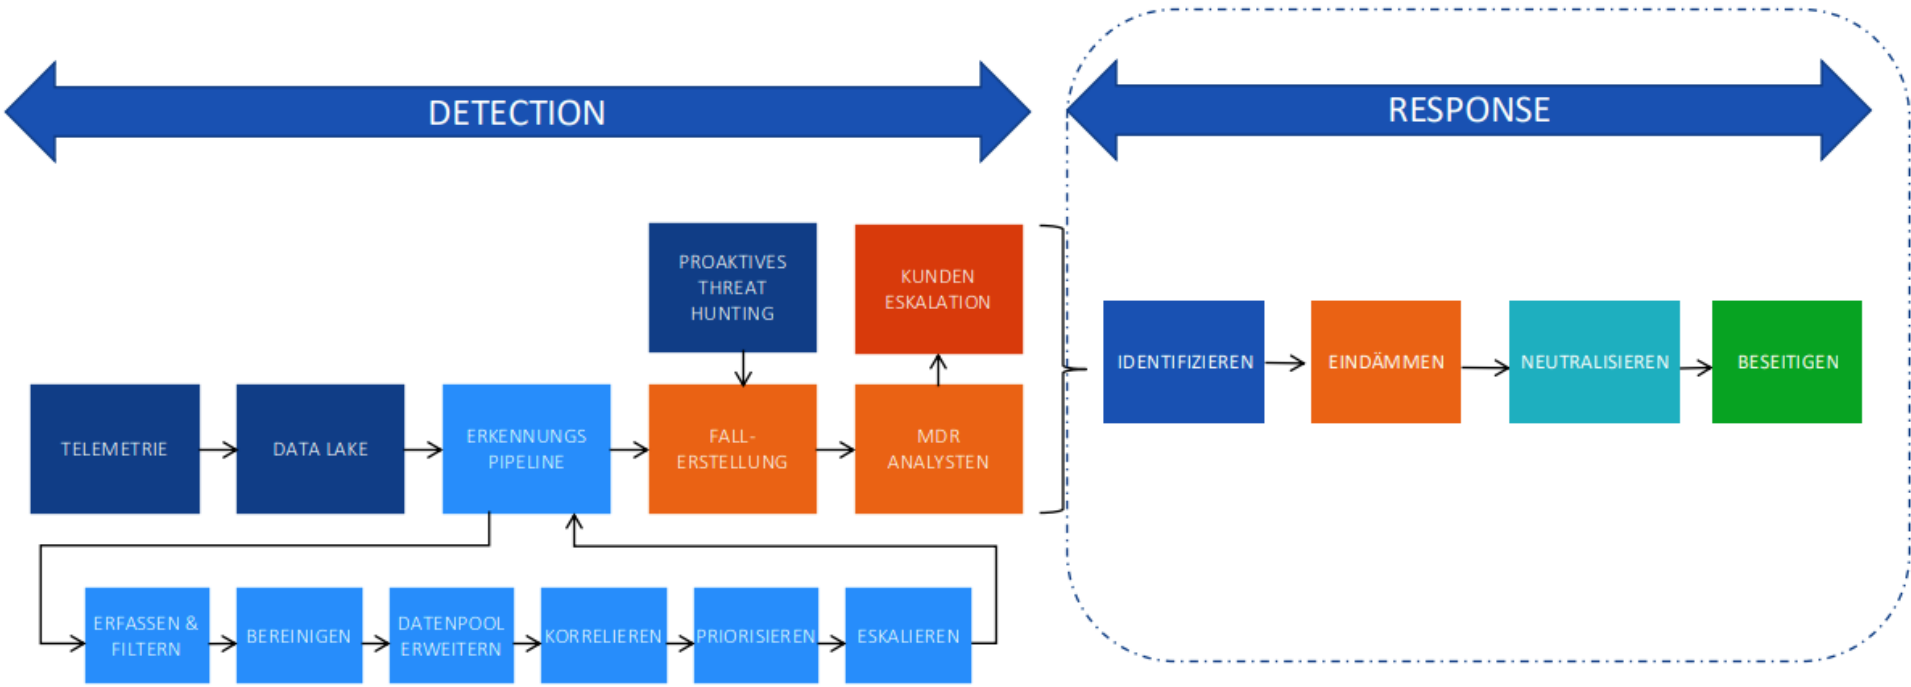 DETECTION
RESPONSE
PROAKTIVES
THREAT
HUNTING
KUNDEN
ESKALATION
IDENTIFIZIEREN
EINDÄMMEN
NEUTRALISIEREN
BESEITIGEN
TELEMETRIE
DATA LAKE
ERKENNUNGS
PIPELINE
FALL-
ERSTELLUNG
MDR
ANALYSTEN
ERFASSEN &
FILTERN
BEREINIGEN
DATENPOOL
ERWEITERN
KORRELIEREN
PRIORISIEREN
ESKALIEREN